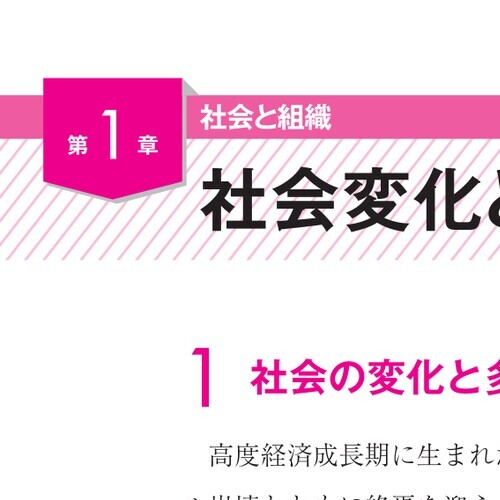 第1章
社会と組織
社会変化と
1 社会の変化と多
高度経済成長期に生まれた